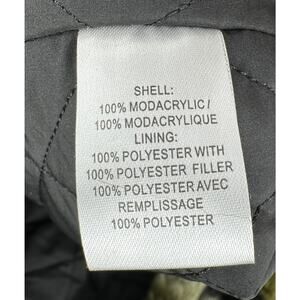 SHELL:
100% MODACRYLIC/
100% MODACRYLIQUE
LINING:
100% POLYESTER WITH
100% POLYESTER FILLER
100% POLYESTER AVEC
REMPLISSAGE
100% POLYESTER